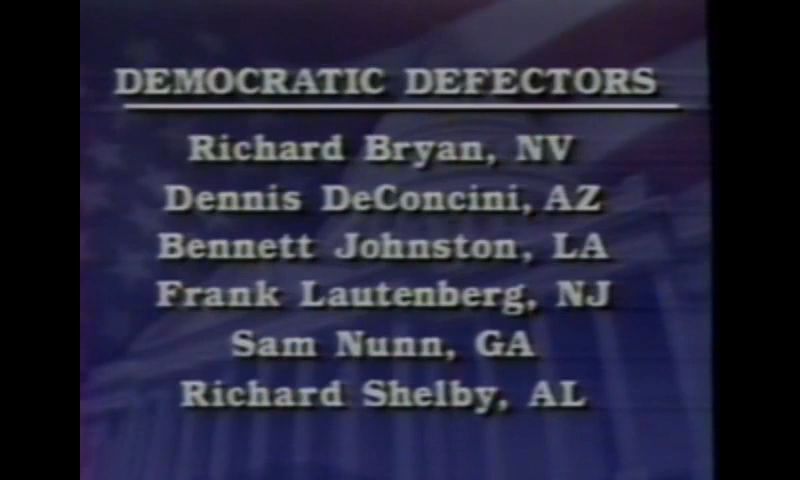 DEMOCRATIC DEFECTORS
Richard Bryan, NV
Dennis DeConcini, AZ
Bennett Johnston, LA
Frank Lautenberg, NJ
Sam Nunn, GA
Richard Shelby, AL